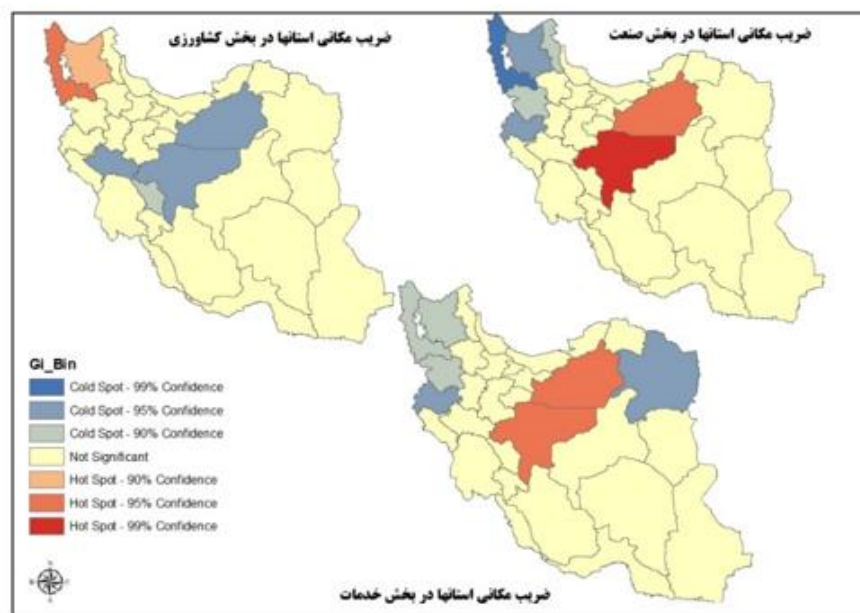 ضریب مکانی استانها در بخش صنعت
ضریب مکانی استانها در بخش کشاورزی
Gi_Bin
Cold Spot - 99% Confidence
Cold Spot - 95% Confidence
Cold Spot - 90% Confidence
Not Significant
Hot Spot - 90% Confidence
Hot Spot - 95% Confidence
Hot Spot - 99% Confidence
ضریب مکانی استانها در بخش خدمات